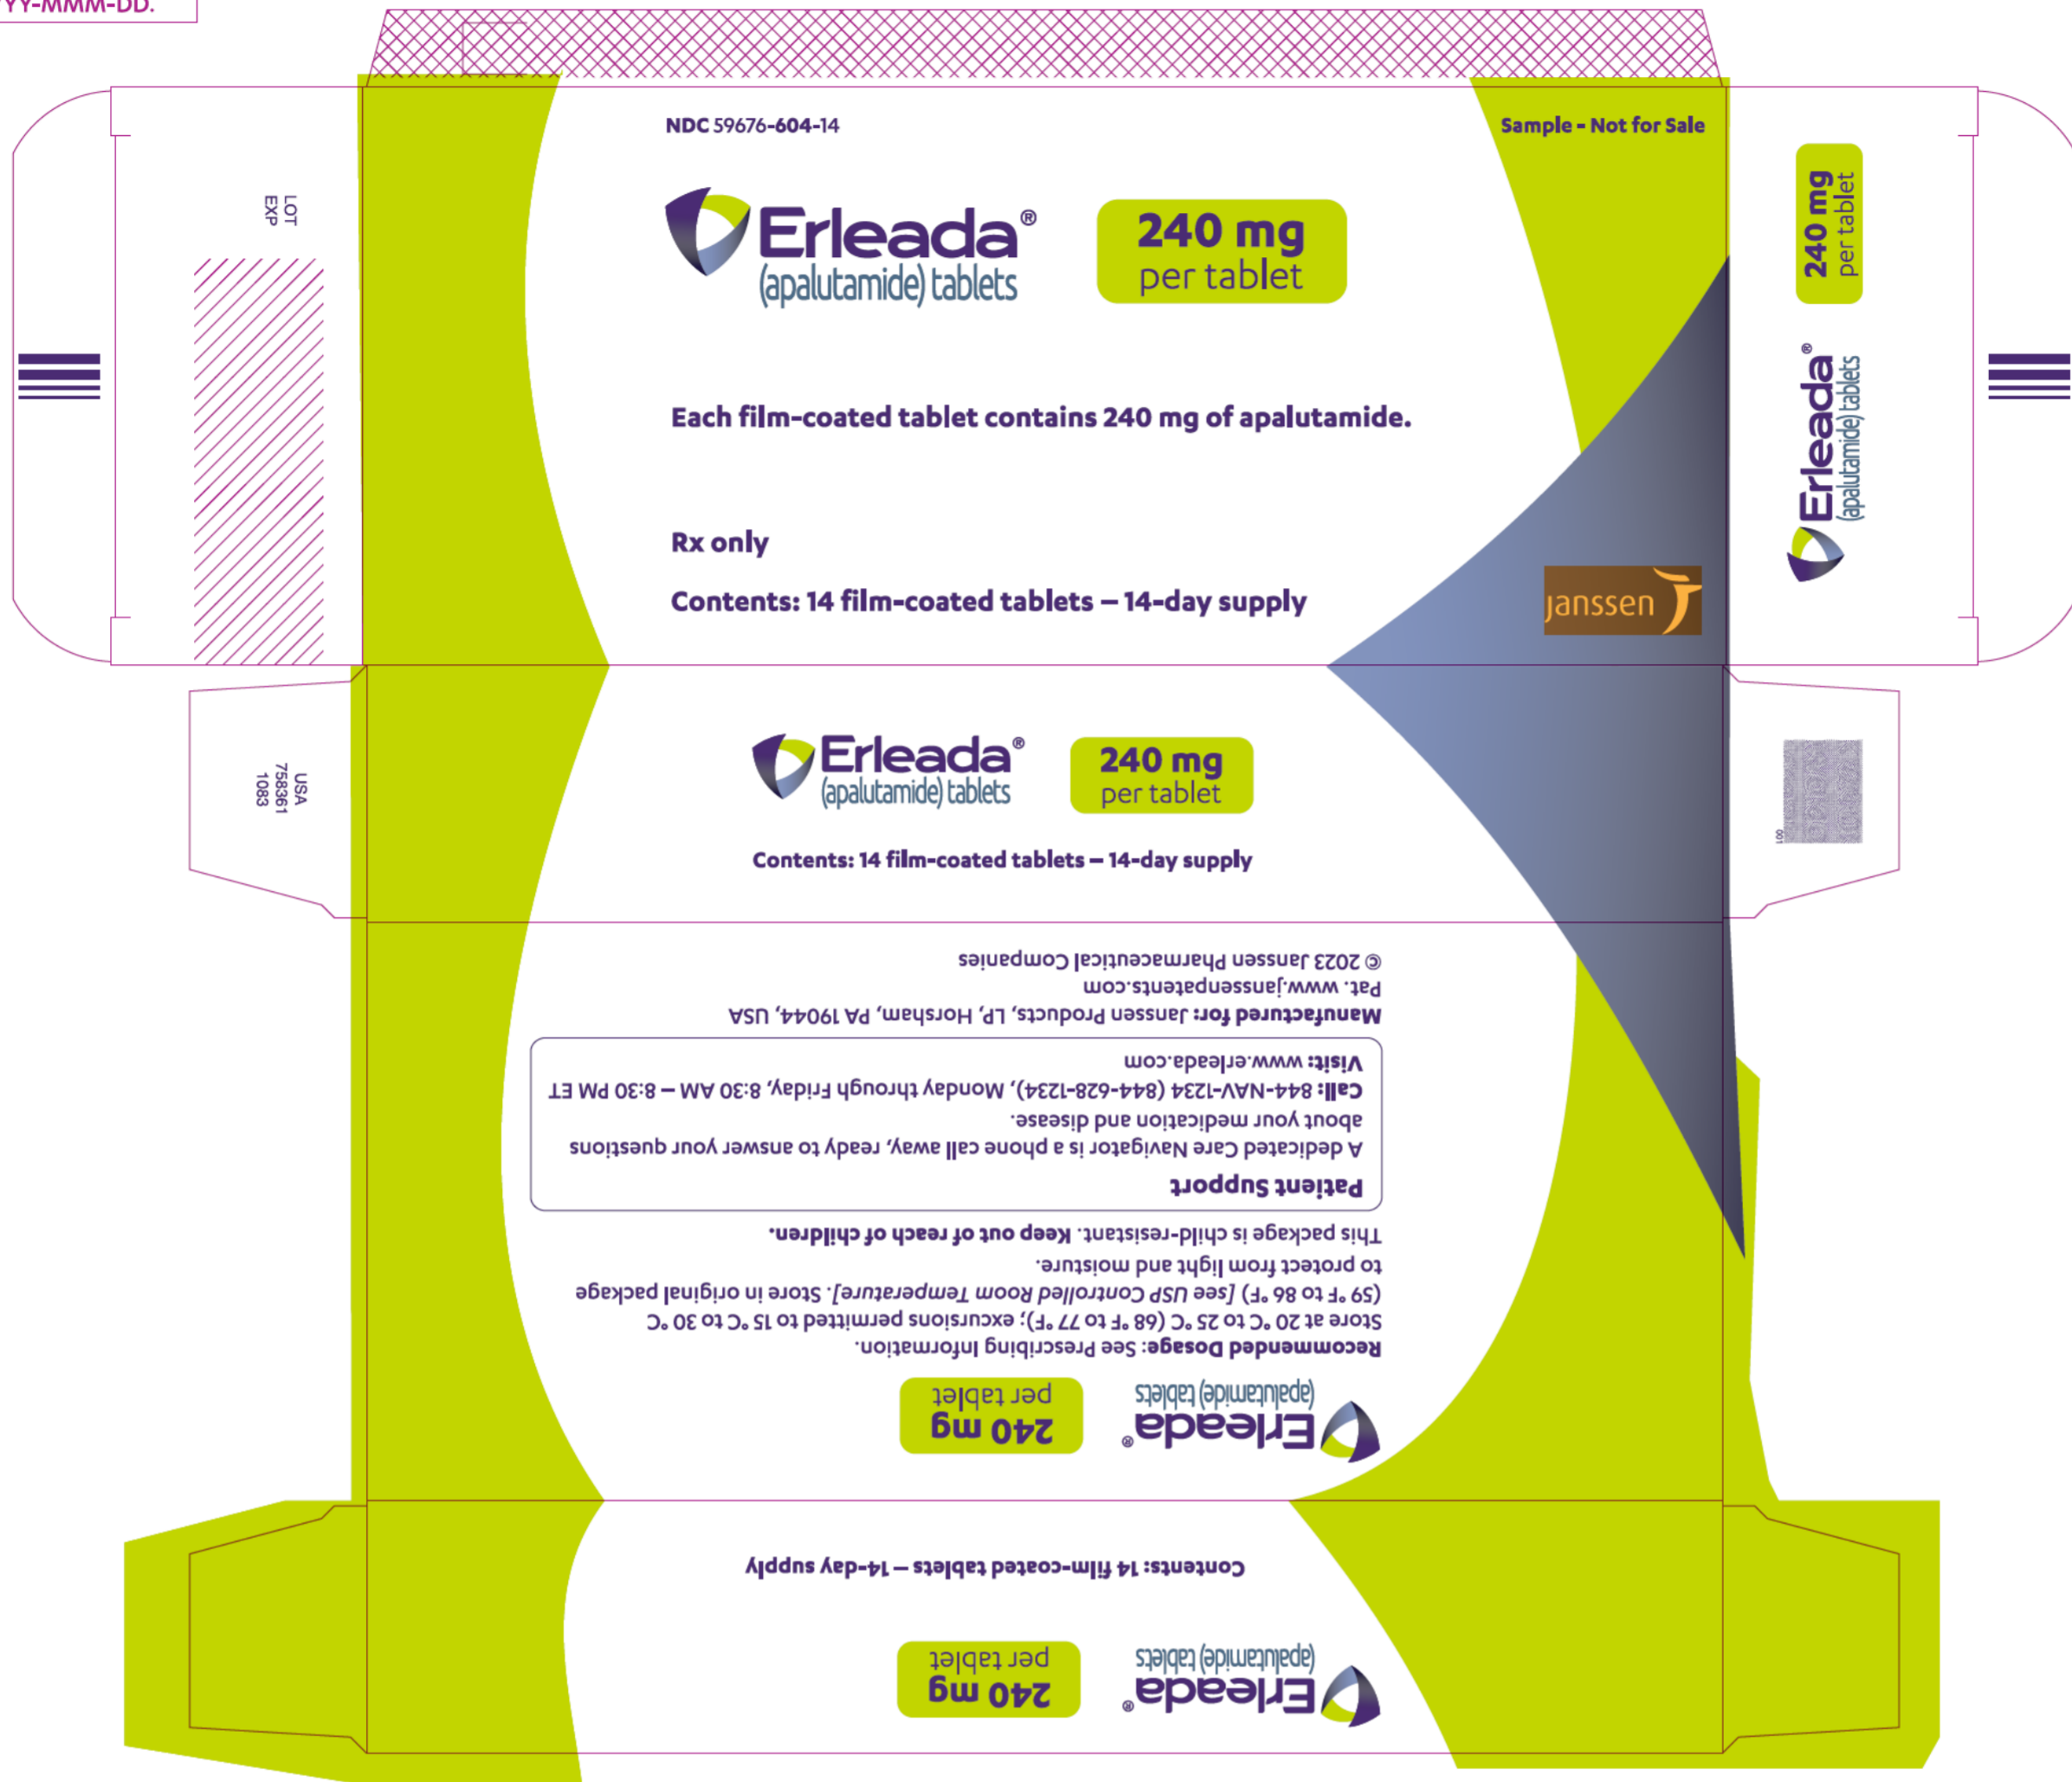 YY-MMM-DD.
NDC 59676-604-14
Sample - Not for Sale
Erleada®
(apalutamide) tablets
240 mg
per tablet
Each film-coated tablet contains 240 mg of apalutamide.
Rx only
Contents: 14 film-coated tablets – 14-day supply
janssen
LOT
EXP
240 mg
per tablet
Erleada®
(apalutamide) tablets
Erleada®
(apalutamide) tablets
240 mg
per tablet
Contents: 14 film-coated tablets – 14-day supply
USA
758361
1083
001
Erleada®
(apalutamide) tablets
240 mg
per tablet
Recommended Dosage: See Prescribing Information.
Store at 20 °C to 25 °C (68 °F to 77 °F); excursions permitted to 15 °C to 30 °C
(59 °F to 86 °F) [see USP Controlled Room Temperature]. Store in original package
to protect from light and moisture.
This package is child-resistant. Keep out of reach of children.
Patient Support
A dedicated Care Navigator is a phone call away, ready to answer your questions
about your medication and disease.
Call: 844-NAV-1234 (844-628-1234), Monday through Friday, 8:30 AM – 8:30 PM ET
Visit: www.erleada.com
Manufactured for: Janssen Products, LP, Horsham, PA 19044, USA
Pat. www.janssenpatents.com
© 2023 Janssen Pharmaceutical Companies
Erleada®
(apalutamide) tablets
240 mg
per tablet
Contents: 14 film-coated tablets – 14-day supply